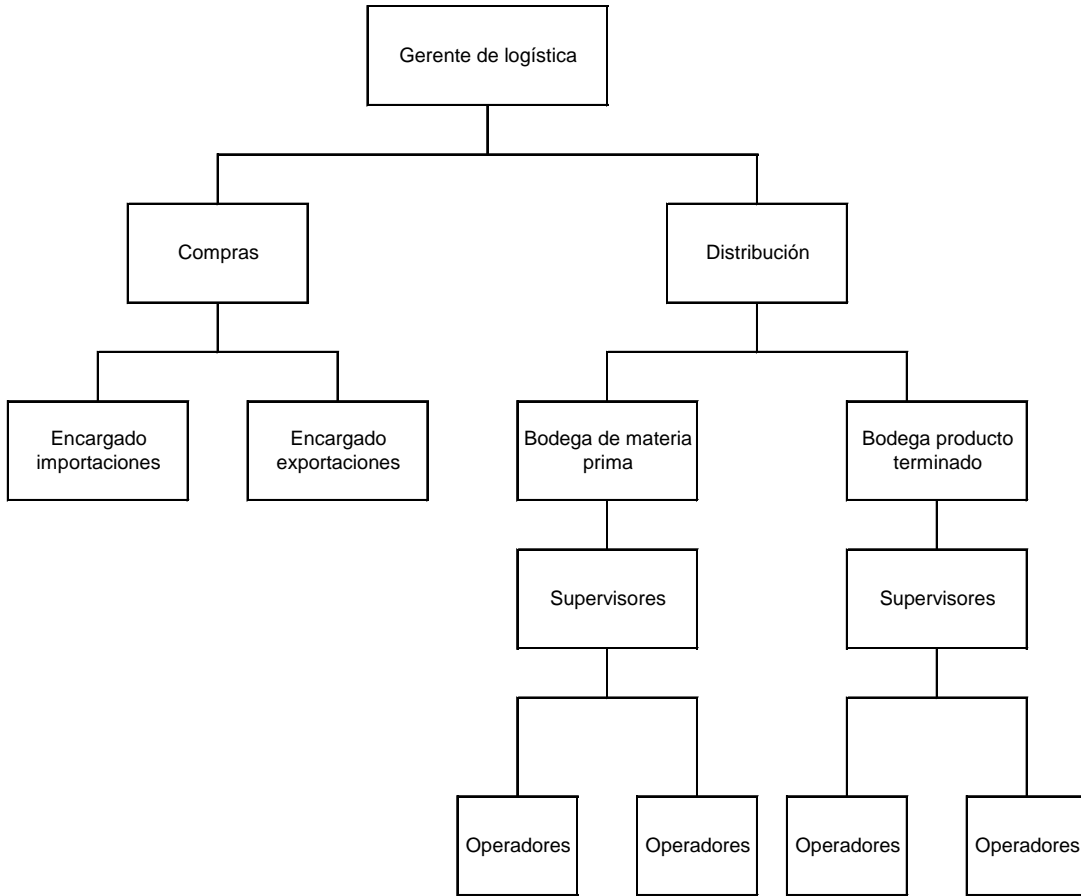 Gerente de logística
Compras
Distribución
Encargado
importaciones
Encargado
exportaciones
Bodega de materia
prima
Bodega producto
terminado
Supervisores
Supervisores
Operadores
Operadores
Operadores
Operadores